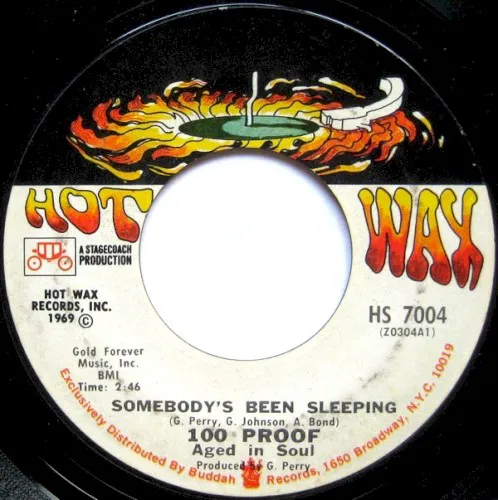 HOT WAX
A STAGECOACH
PRODUCTION
HOT WAX
RECORDS, INC.
1969 ©
HS 7004
(Z0304A1)
Gold Forever
Music, Inc.
BMI
Time: 2:46
SOMEBODY'S BEEN SLEEPING
(G. Perry, G. Johnson, A. Bond)
100 PROOF
Aged in Soul
Produced by G. Perry
Exclusively Distributed By Buddah Records, 1650 Broadway, N.Y.C. 10019